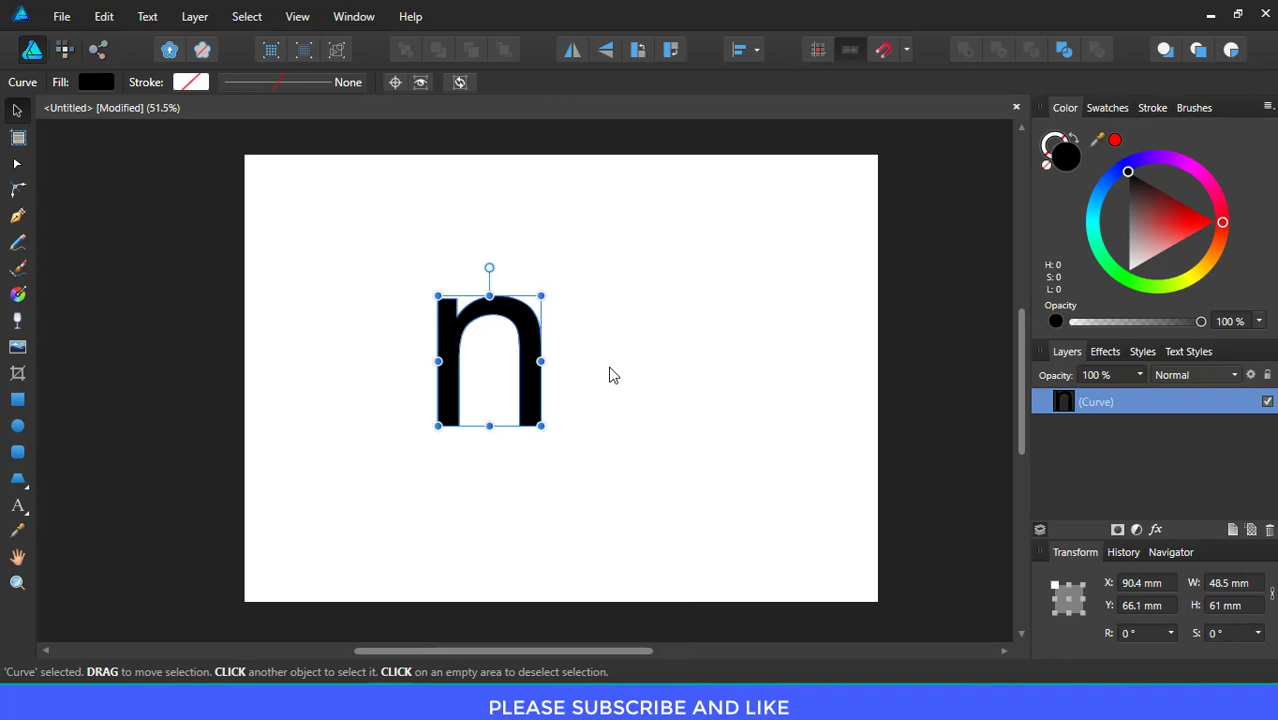 File Edit Text Layer Select View Window Help
Curve Fill: Stroke: None
<Untitled> [Modified] (51.5%)
Color Swatches Stroke Brushes
H: 0
S: 0
L: 0
Opacity
100 %
Layers Effects Styles Text Styles
Opacity: 100 % Normal
(Curve)
n
A
fx
Transform History Navigator
X: 90.4 mm W: 48.5 mm
Y: 66.1 mm H: 61 mm
R: 0 ° S: 0 °
'Curve' selected. DRAG to move selection. CLICK another object to select it. CLICK on an empty area to deselect selection.
PLEASE SUBSCRIBE AND LIKE